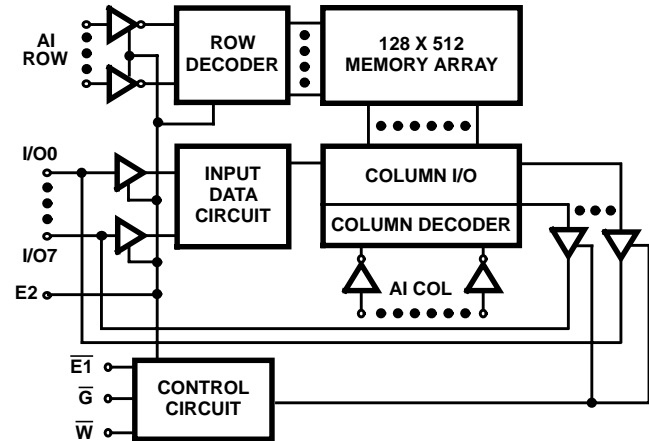 AI
ROW
ROW
DECODER
128 X 512
MEMORY ARRAY
I/O0
INPUT
DATA
CIRCUIT
COLUMN I/O
COLUMN DECODER
I/O7
E2
AI COL
E̅1̅
G̅
W̅
CONTROL
CIRCUIT